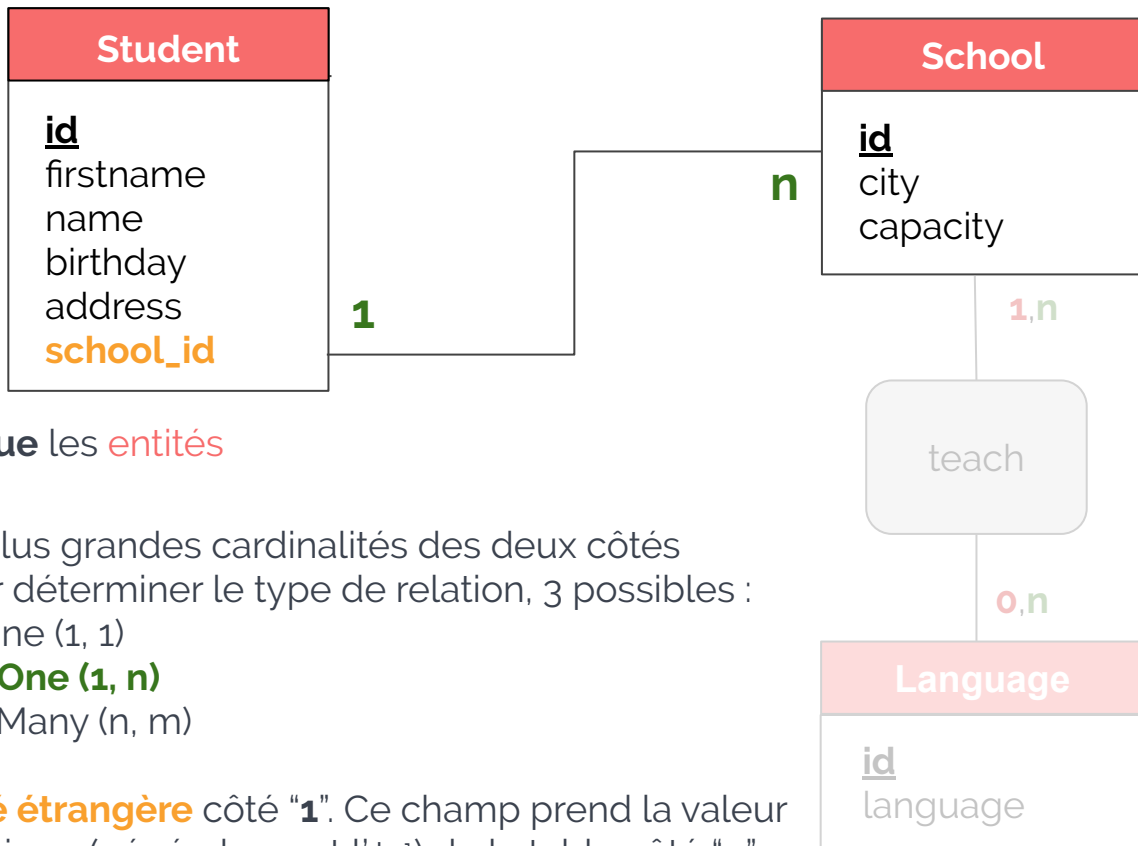 Student
id
firstname
name
birthday
address
school_id
1
n
School
id
city
capacity
1,n
teach
0,n
Language
id
language
ue les entités
lus grandes cardinalités des deux côtés
déterminer le type de relation, 3 possibles :
ne (1, 1)
One (1, n)
Many (n, m)
étrangère côté “1”. Ce champ prend la valeur